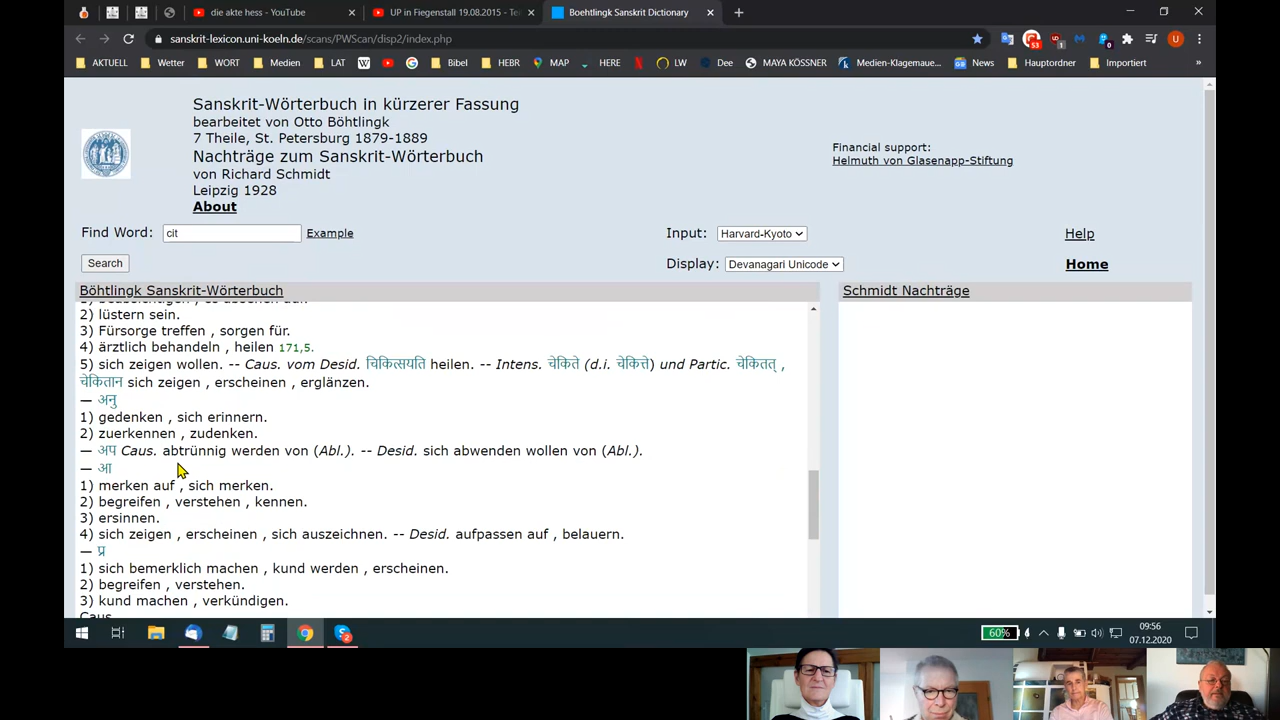 die akte hess - YouTube
UP in Fiegenstall 19.08.2015 - Te
Boehtlingk Sanskrit Dictionary
sanskrit-lexicon.uni-koeln.de/scans/PWScan/disp2/index.php
53
1
0
U
AKTUELL
Wetter
WORT
Medien
LAT
Bibel
HEBR
MAP
HERE
LW
Dee
MAYA KÖSSNER
Medien-Klagemaue...
News
Hauptordner
Importiert
»
Sanskrit-Wörterbuch in kürzerer Fassung
bearbeitet von Otto Böhtlingk
7 Theile, St. Petersburg 1879-1889
Nachträge zum Sanskrit-Wörterbuch
von Richard Schmidt
Leipzig 1928
About
Financial support:
Helmuth von Glasenapp-Stiftung
Find Word: cit Example
Input: Harvard-Kyoto
Help
Search
Display: Devanagari Unicode
Home
Böhtlingk Sanskrit-Wörterbuch
Schmidt Nachträge
1) beabsichtigen , es absehen auf.
2) lüstern sein.
3) Fürsorge treffen , sorgen für.
4) ärztlich behandeln , heilen 171,5.
5) sich zeigen wollen. -- Caus. vom Desid. चिकित्सयति heilen. -- Intens. चेकिते (d.i. चेकित्ते) und Partic. चेकितत् ,
चेकितान sich zeigen , erscheinen , erglänzen.
— अनु
1) gedenken , sich erinnern.
2) zuerkennen , zudenken.
— अप Caus. abtrünnig werden von (Abl.). -- Desid. sich abwenden wollen von (Abl.).
— आ
1) merken auf , sich merken.
2) begreifen , verstehen , kennen.
3) ersinnen.
4) sich zeigen , erscheinen , sich auszeichnen. -- Desid. aufpassen auf , belauern.
— प्र
1) sich bemerklich machen , kund werden , erscheinen.
2) begreifen , verstehen.
3) kund machen , verkündigen.
Caus.
60%
09:56
07.12.2020